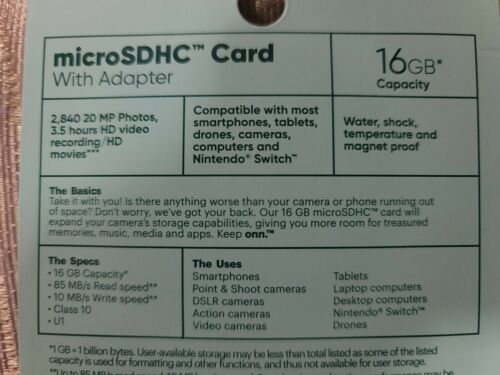 microSDHC™ Card
With Adapter
16GB*
Capacity
2,840 20 MP Photos,
3.5 hours HD video
recording/HD
movies***
Compatible with most
smartphones, tablets,
drones, cameras,
computers and
Nintendo® Switch™
Water, shock,
temperature and
magnet proof
The Basics
Take it with you! Is there anything worse than your camera or phone running out
of space? Don't worry, we've got your back. Our 16 GB microSDHC™ card will
expand your camera's storage capabilities, giving you more room for treasured
memories, music, media and apps. Keep onn.™
The Specs
• 16 GB Capacity*
• 85 MB/s Read speed**
• 10 MB/s Write speed**
• Class 10
• U1
The Uses
Smartphones
Point & Shoot cameras
DSLR cameras
Action cameras
Video cameras
Tablets
Laptop computers
Desktop computers
Nintendo® Switch™
Drones
*1 GB = 1 billion bytes. User-available storage may be less than total listed as some of the listed
capacity is used for formatting and other functions, and thus not available for user storage.
**Up to 85 MB/s read speed